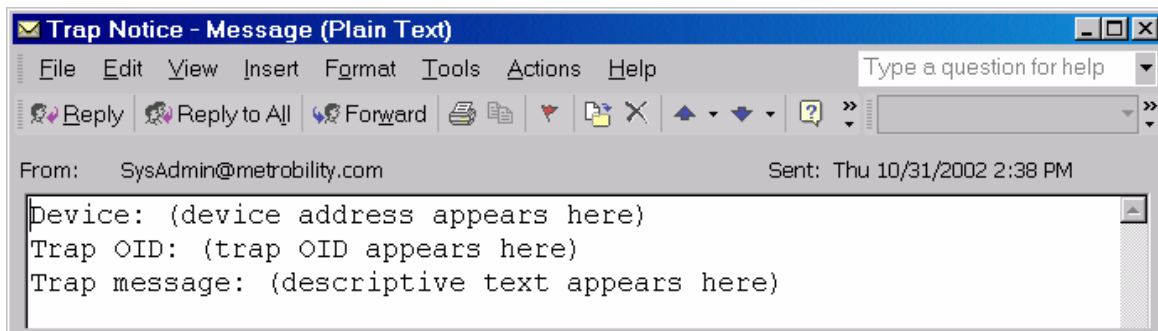 Trap Notice - Message (Plain Text)
File Edit View Insert Format Tools Actions Help Type a question for help
Reply Reply to All Forward
From: SysAdmin@metrobility.com Sent: Thu 10/31/2002 2:38 PM
Device: (device address appears here)
Trap OID: (trap OID appears here)
Trap message: (descriptive text appears here)